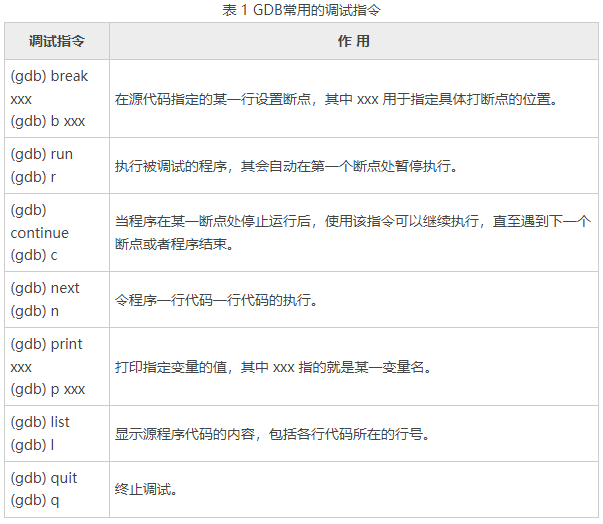 表 1 GDB常用的调试指令
调试指令
作 用
(gdb) break
xxx
(gdb) b xxx
在源代码指定的某一行设置断点，其中 xxx 用于指定具体打断点的位置。
(gdb) run
(gdb) r
执行被调试的程序，其会自动在第一个断点处暂停执行。
(gdb)
continue
(gdb) c
当程序在某一断点处停止运行后，使用该指令可以继续执行，直至遇到下一个
断点或者程序结束。
(gdb) next
(gdb) n
令程序一行代码一行代码的执行。
(gdb) print
xxx
(gdb) p xxx
打印指定变量的值，其中 xxx 指的就是某一变量名。
(gdb) list
(gdb) l
显示源程序代码的内容，包括各行代码所在的行号。
(gdb) quit
(gdb) q
终止调试。